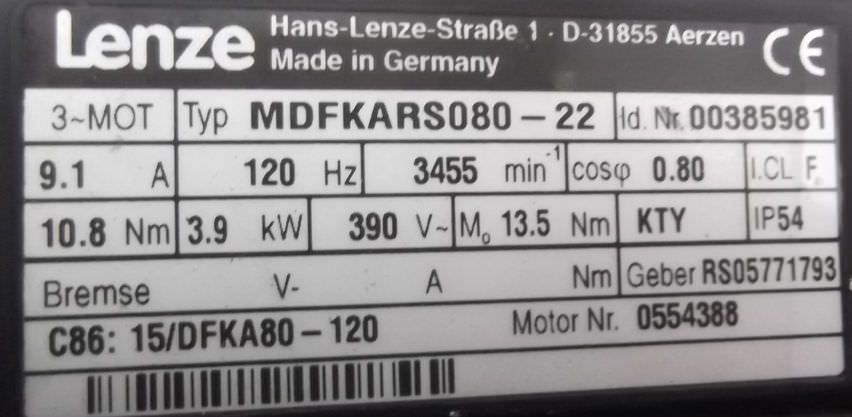 Lenze Hans-Lenze-Straße 1 · D-31855 Aerzen
Made in Germany CE
3~MOT Typ MDFKARS080-22 Id. Nr. 00385981
9.1 A 120 Hz 3455 min⁻¹ cosφ 0.80 I.CL F
10.8 Nm 3.9 kW 390 V~ M₀ 13.5 Nm KTY IP54
Bremse V- A Nm Geber RS05771793
C86: 15/DFKA80-120 Motor Nr. 0554388